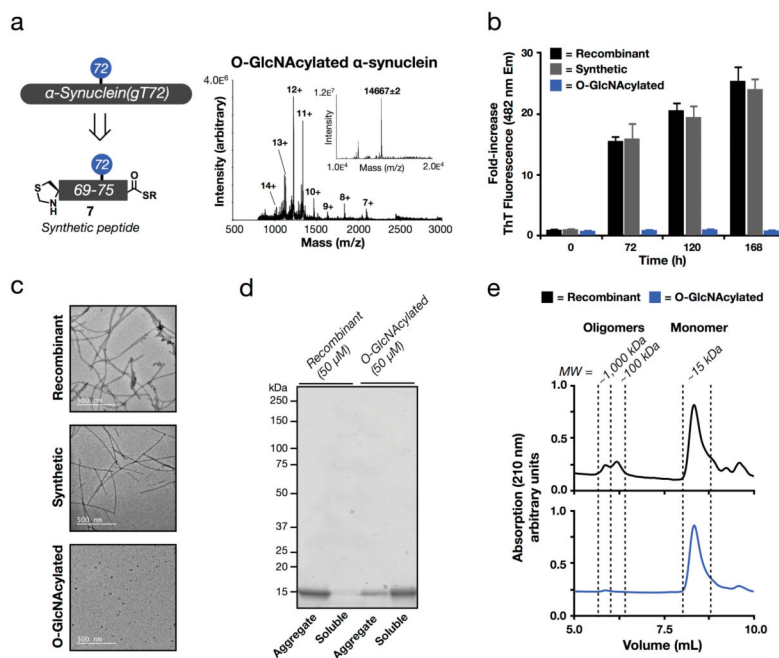 a
72
α-Synuclein(gT72)
72
S
N
H
69-75
O
SR
7
Synthetic peptide
O-GlcNAcylated α-synuclein
4.0e⁶
Intensity (arbitrary)
14+
13+
12+
11+
10+
9+
8+
7+
500 1000 1500 2000 2500 3000
Mass (m/z)
1.2e⁷
Intensity
14667±2
1.0e⁴ 2.0e⁴
Mass (m/z)
b
= Recombinant
= Synthetic
= O-GlcNAcylated
Fold-increase
ThT Fluorescence (482 nm Em)
30
20
10
0
0 72 120 168
Time (h)
c
Recombinant
500 nm
Synthetic
500 nm
O-GlcNAcylated
500 nm
d
Recombinant
(50 µM)
O-GlcNAcylated
(50 µM)
kDa
250
150
100
75
50
37
25
20
15
Aggregate
Soluble
Aggregate
Soluble
e
= Recombinant = O-GlcNAcylated
Oligomers Monomer
MW = ~1,000 kDa ~100 kDa ~15 kDa
Absorption (210 nm)
arbitrary units
1.0
0.5
0.0
1.0
0.5
0.0
5.0 7.5 10.0
Volume (mL)